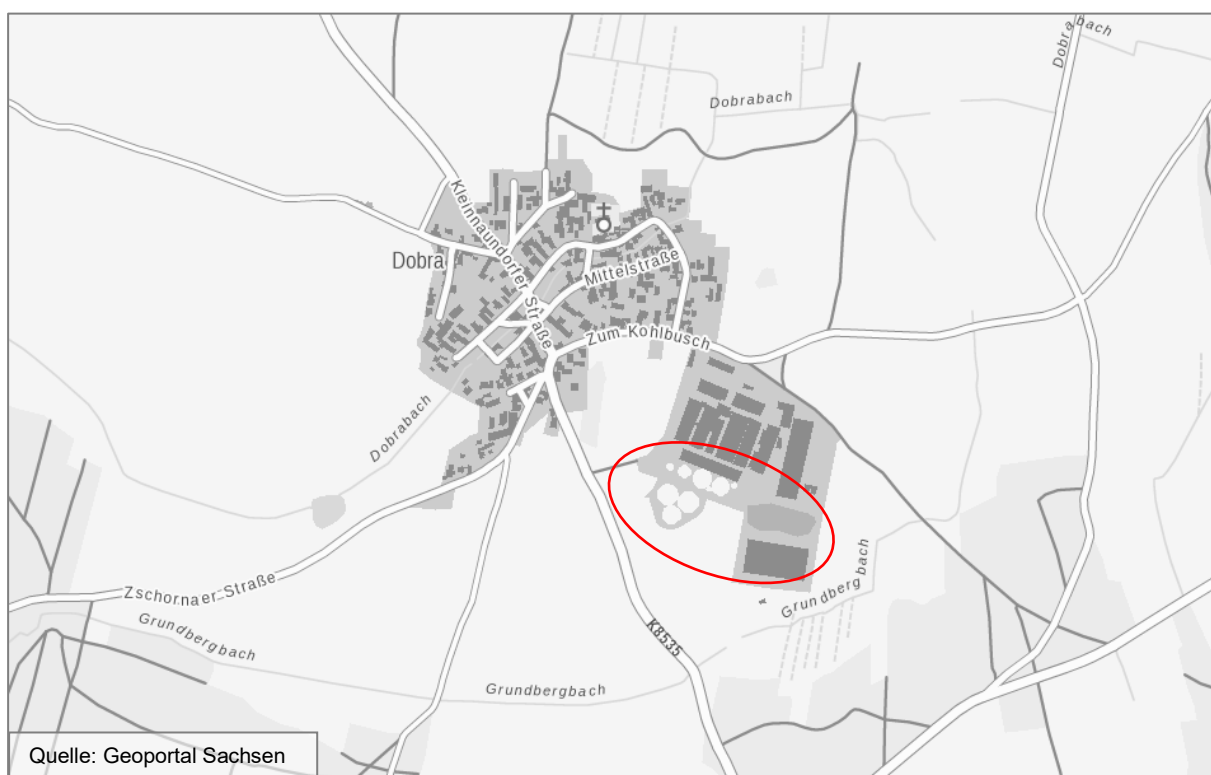 Dobrabach
Dobrabach
Kleinnaundorfer Straße
Dobra
Mittelstraße
Zum Kohlbusch
Dobrabach
Zschornaer Straße
Grundbergbach
Grundbergbach
K8535
Grundbergbach
Quelle: Geoportal Sachsen